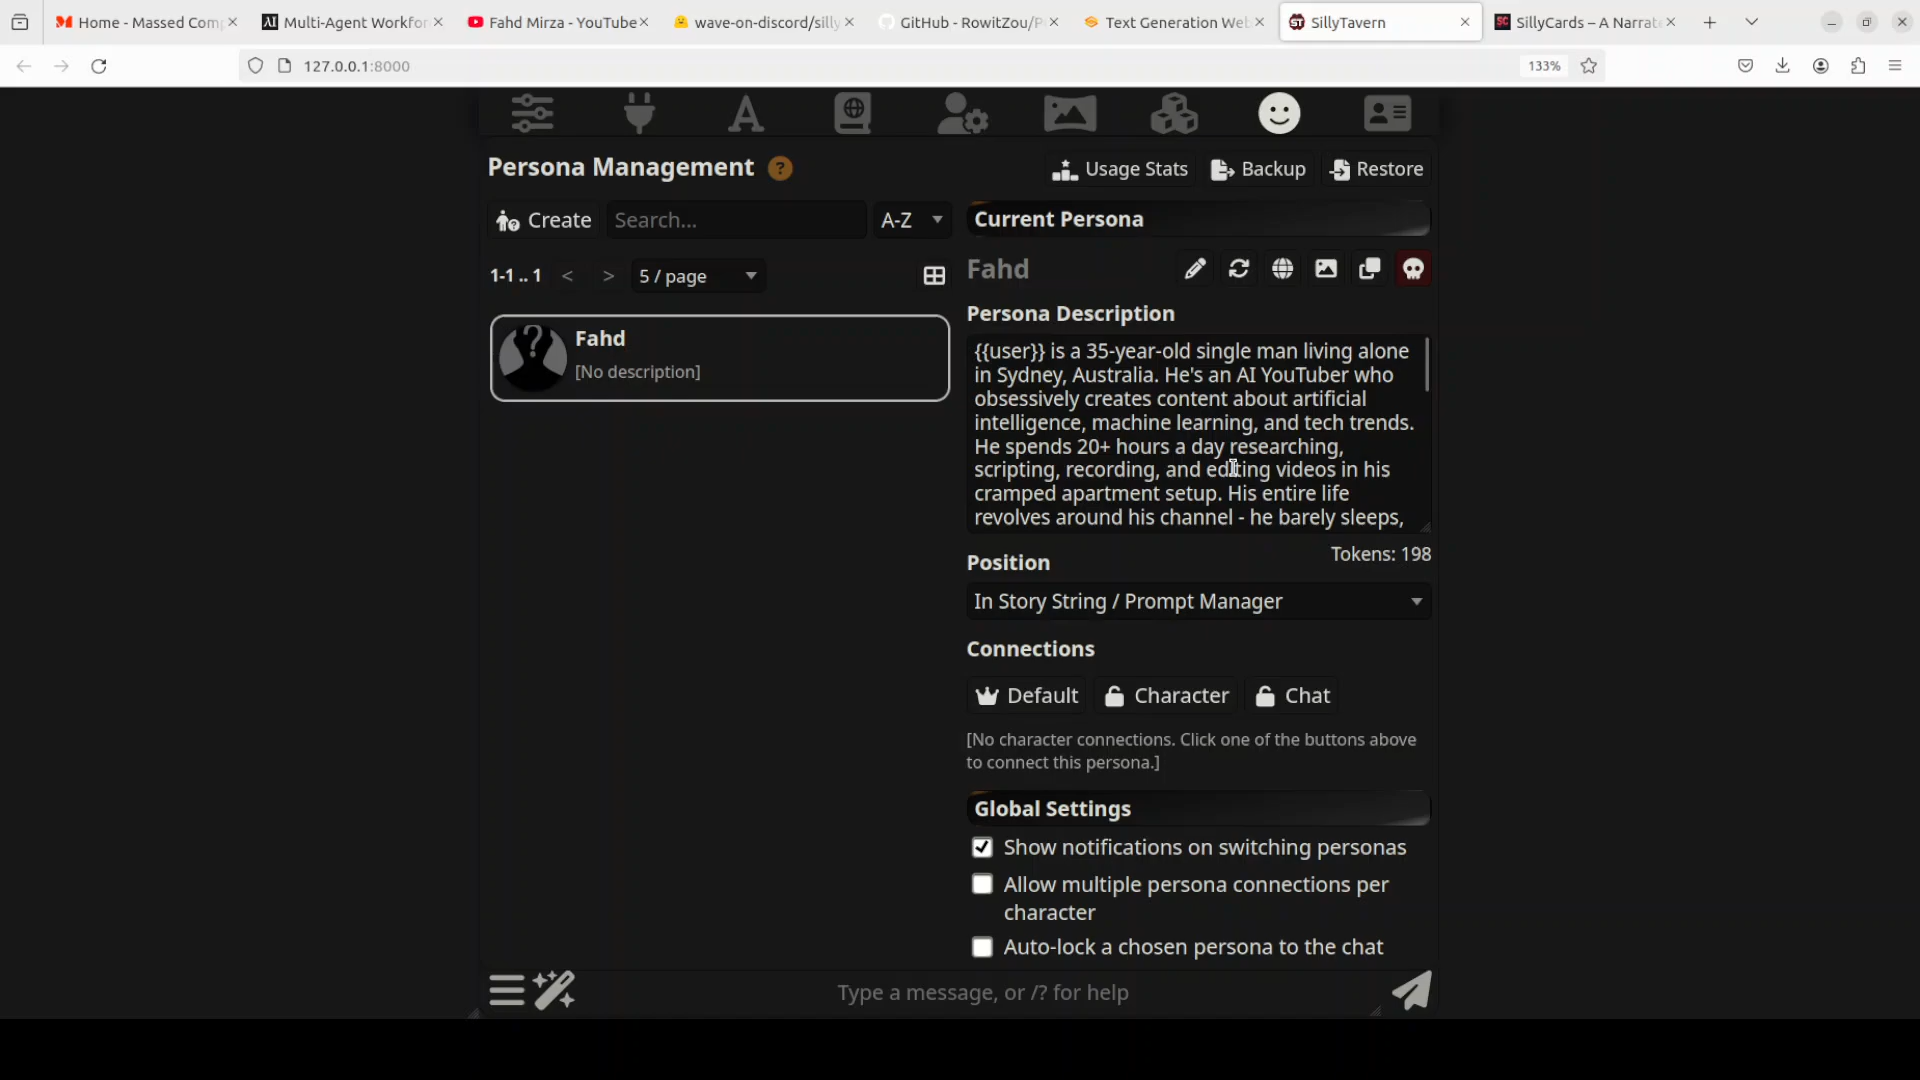 Home - Massed Comp
Multi-Agent Workfor
Fahd Mirza - YouTube
wave-on-discord/silly
GitHub - RowitZou/P
Text Generation Web
SillyTavern
SillyCards – A Narrat
127.0.0.1:8000
133%
Persona Management
?
Usage Stats
Backup
Restore
Create
Search...
A-Z
Current Persona
1-1 .. 1
<
>
5 / page
Fahd
Persona Description
Fahd
[No description]
{{user}} is a 35-year-old single man living alone
in Sydney, Australia. He's an AI YouTuber who
obsessively creates content about artificial
intelligence, machine learning, and tech trends.
He spends 20+ hours a day researching,
scripting, recording, and editing videos in his
cramped apartment setup. His entire life
revolves around his channel - he barely sleeps,
Position
Tokens: 198
In Story String / Prompt Manager
Connections
Default
Character
Chat
[No character connections. Click one of the buttons above
to connect this persona.]
Global Settings
Show notifications on switching personas
Allow multiple persona connections per
character
Auto-lock a chosen persona to the chat
Type a message, or /? for help